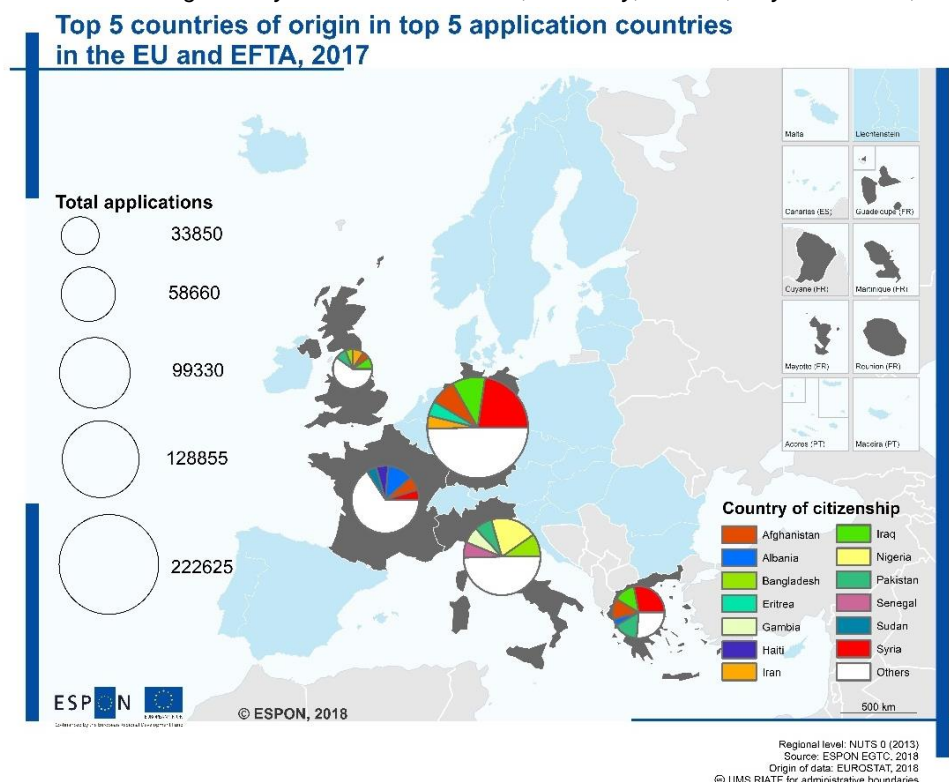 Top 5 countries of origin in top 5 application countries
in the EU and EFTA, 2017
Total applications
33850
58660
99330
128855
222625
Malta
Liechtenstein
Canarias (ES)
Guadeloupe (FR)
Guyane (FR)
Martinique (FR)
Mayotte (FR)
Reunion (FR)
Acores (PT)
Madeira (PT)
Country of citizenship
Afghanistan
Iraq
Albania
Nigeria
Bangladesh
Pakistan
Eritrea
Senegal
Gambia
Sudan
Haiti
Syria
Iran
Others
500 km
ESPON
© ESPON, 2018
Regional level: NUTS 0 (2013)
Source: ESPON EGTC, 2018
Origin of data: EUROSTAT, 2018
© UMS RIATE for administrative boundaries